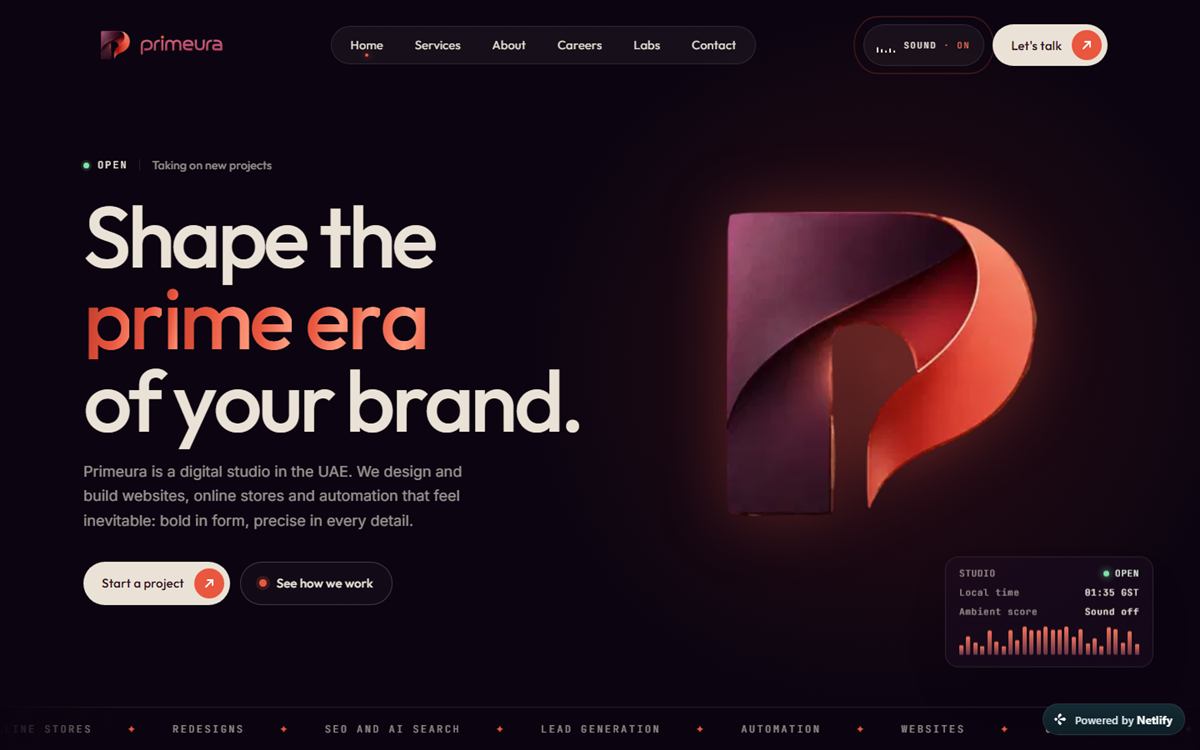 primeura
Home Services About Careers Labs Contact
SOUND · ON
Let's talk
OPEN Taking on new projects
Shape the
prime era
of your brand.
Primeura is a digital studio in the UAE. We design and
build websites, online stores and automation that feel
inevitable: bold in form, precise in every detail.
Start a project
See how we work
STUDIO OPEN
Local time 01:35 GST
Ambient score Sound off
STORES ✦ REDESIGNS ✦ SEO AND AI SEARCH ✦ LEAD GENERATION ✦ AUTOMATION ✦ WEBSITES ✦
Powered by Netlify